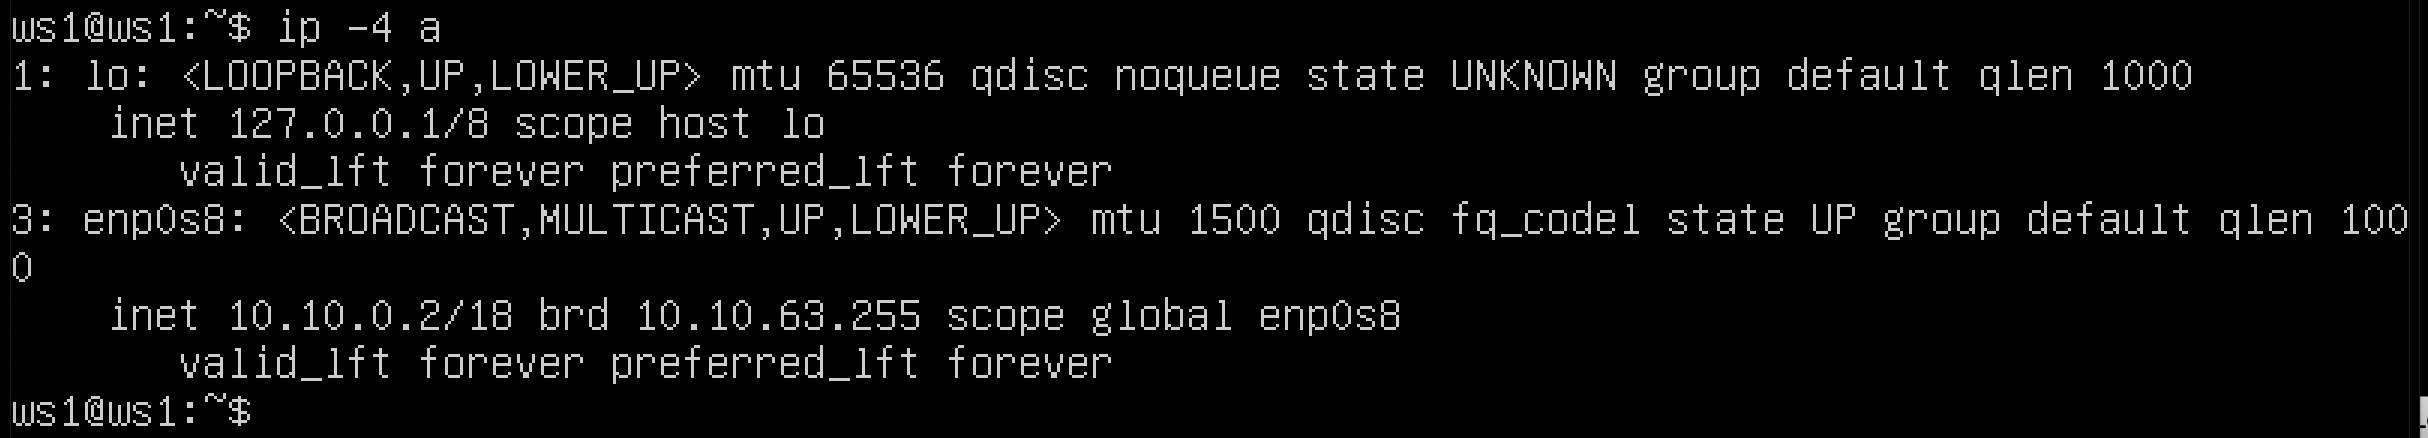 ws1@ws1:~$ ip -4 a
1: lo: <LOOPBACK,UP,LOWER_UP> mtu 65536 qdisc noqueue state UNKNOWN group default qlen 1000
    inet 127.0.0.1/8 scope host lo
       valid_lft forever preferred_lft forever
3: enp0s8: <BROADCAST,MULTICAST,UP,LOWER_UP> mtu 1500 qdisc fq_codel state UP group default qlen 100
0
    inet 10.10.0.2/18 brd 10.10.63.255 scope global enp0s8
       valid_lft forever preferred_lft forever
ws1@ws1:~$